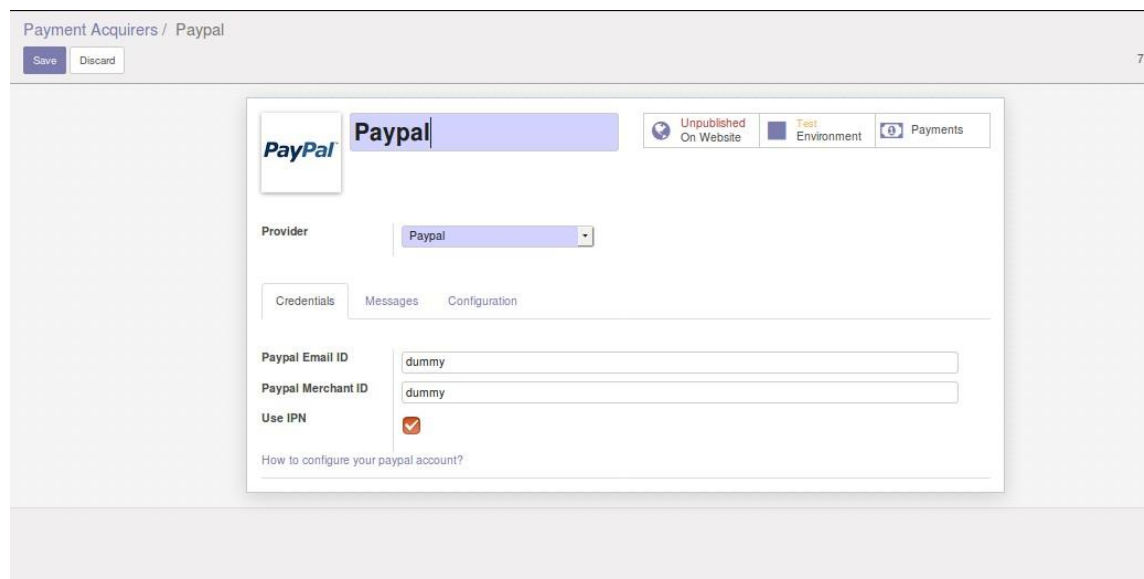 Payment Acquirers / Paypal
Save Discard
7
PayPal
Paypal
Unpublished
On Website
Test
Environment
Payments
Provider
Paypal
Credentials Messages Configuration
Paypal Email ID
dummy
Paypal Merchant ID
dummy
Use IPN
How to configure your paypal account?